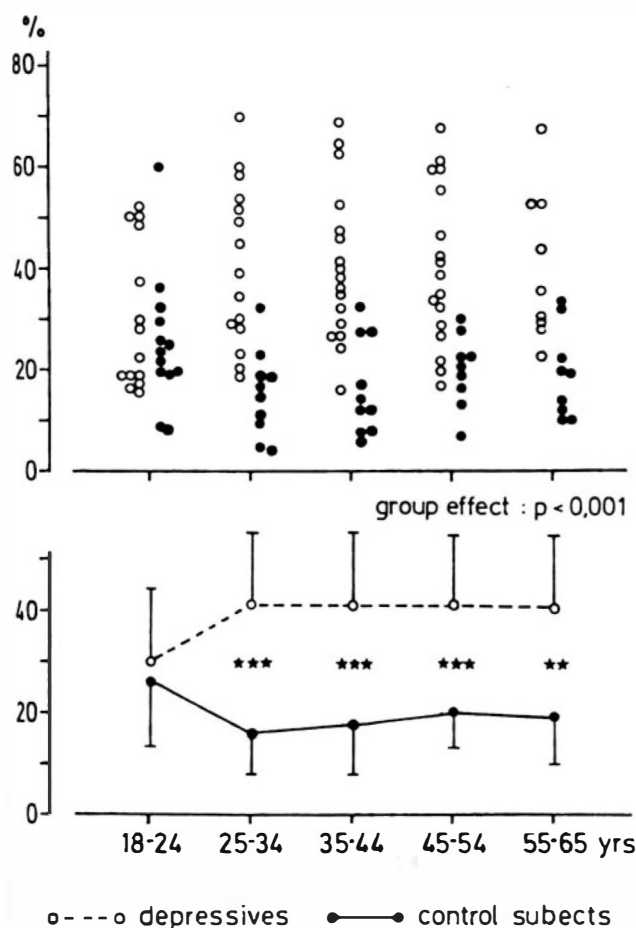 %
80
60
40
20
0
group effect : p < 0,001
40
★★★ ★★★ ★★★ ★★
20
0
18-24 25-34 35-44 45-54 55-65 yrs
depressives control subects